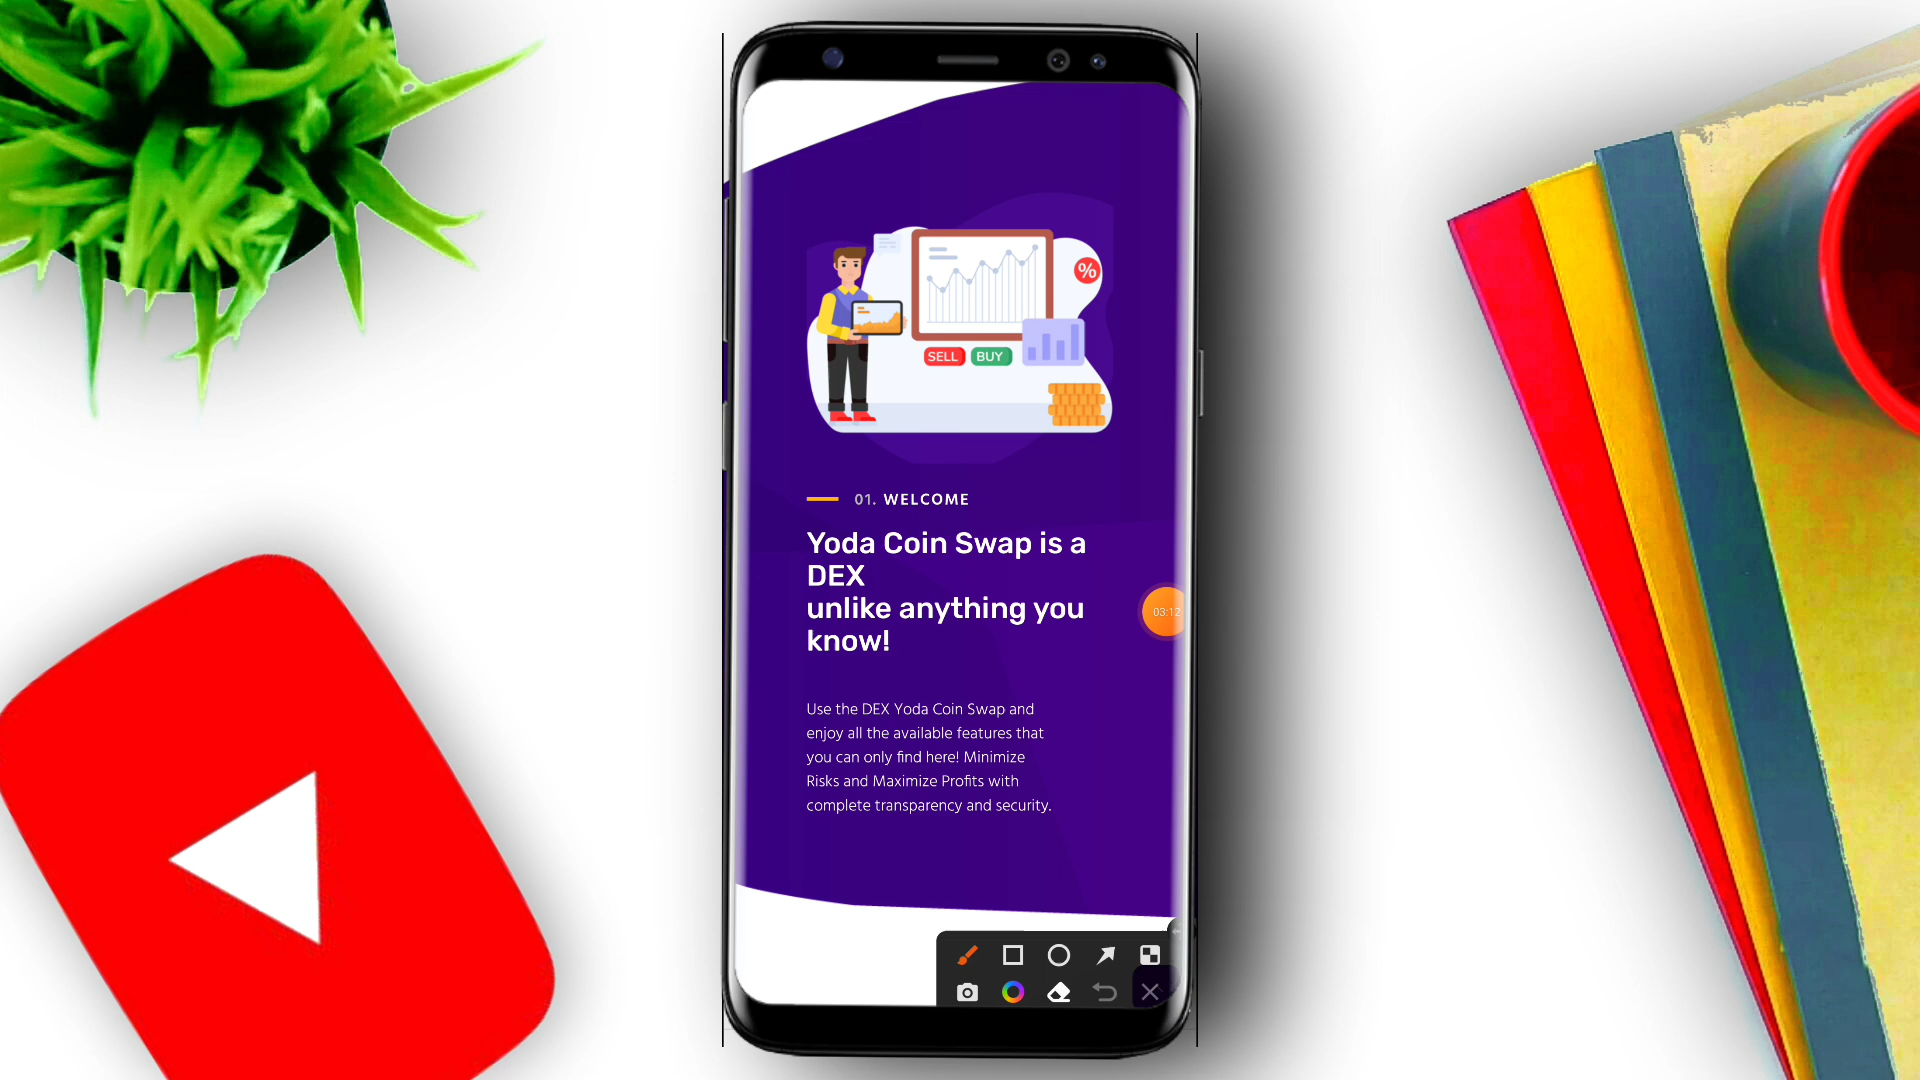 %
SELL BUY
01. WELCOME
Yoda Coin Swap is a
DEX
unlike anything you
know!
03:12
Use the DEX Yoda Coin Swap and
enjoy all the available features that
you can only find here! Minimize
Risks and Maximize Profits with
complete transparency and security.